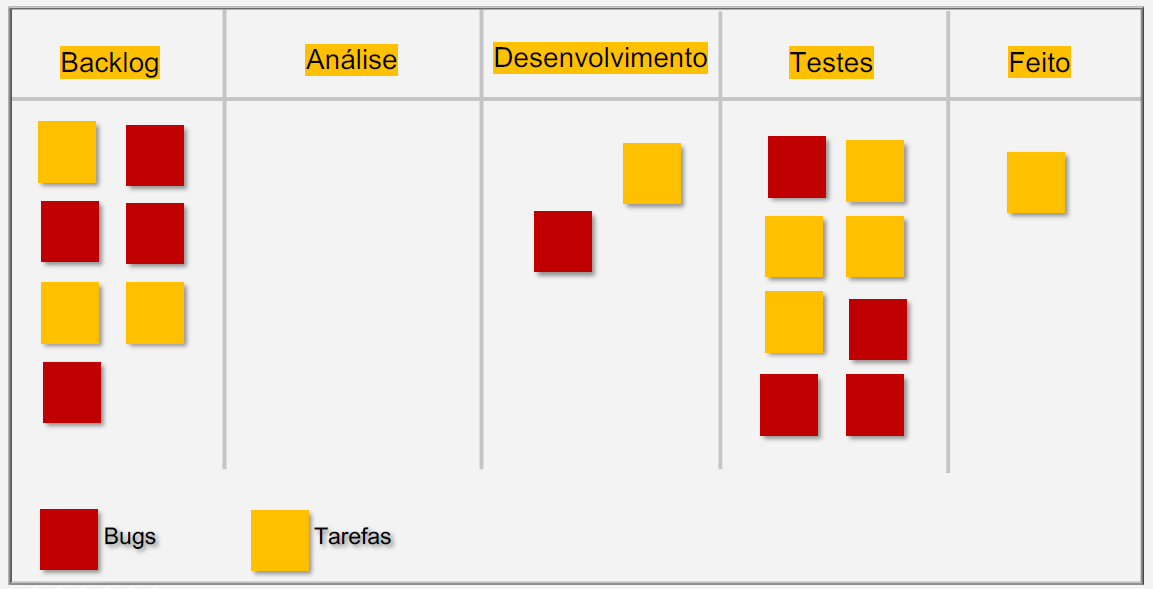 Backlog
Análise
Desenvolvimento
Testes
Feito
Bugs
Tarefas